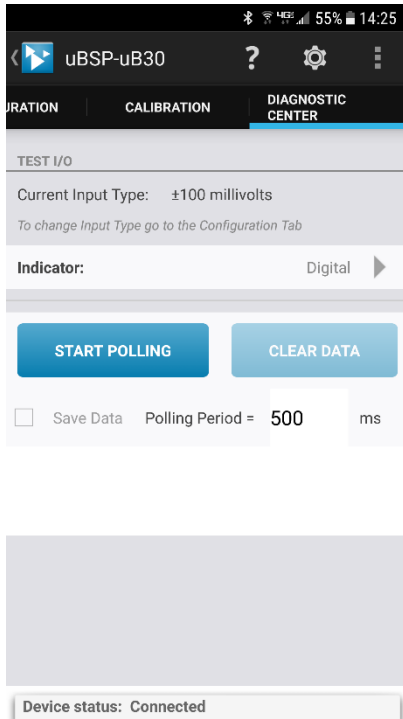 4GE 55% 14:25
uBSP-uB30 ?
JRATION CALIBRATION DIAGNOSTIC CENTER
TEST I/O
Current Input Type: ±100 millivolts
To change Input Type go to the Configuration Tab
Indicator: Digital
START POLLING CLEAR DATA
Save Data Polling Period = 500 ms
Device status: Connected